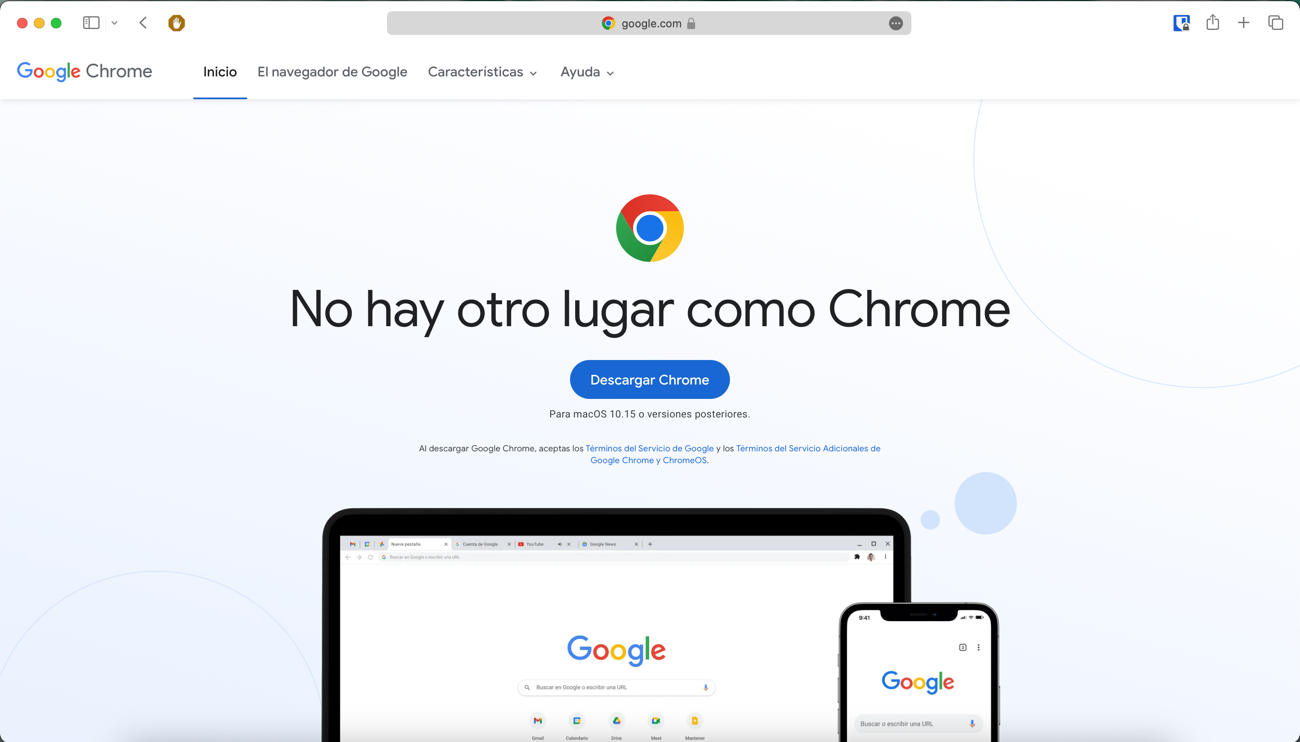 google.com
Google Chrome
Inicio
El navegador de Google
Características
Ayuda
No hay otro lugar como Chrome
Descargar Chrome
Para macOS 10.15 o versiones posteriores.
Al descargar Google Chrome, aceptas los Términos del Servicio de Google y los Términos del Servicio Adicionales de
Google Chrome y ChromeOS.
Nueva pestaña
Cuenta de Google
YouTube
Google News
Buscar en Google o escribir una URL
Google
Buscar en Google o escribir una URL
Gmail
Calendario
Drive
Meet
Mantener
9:41
Google
Buscar o escribir una URL